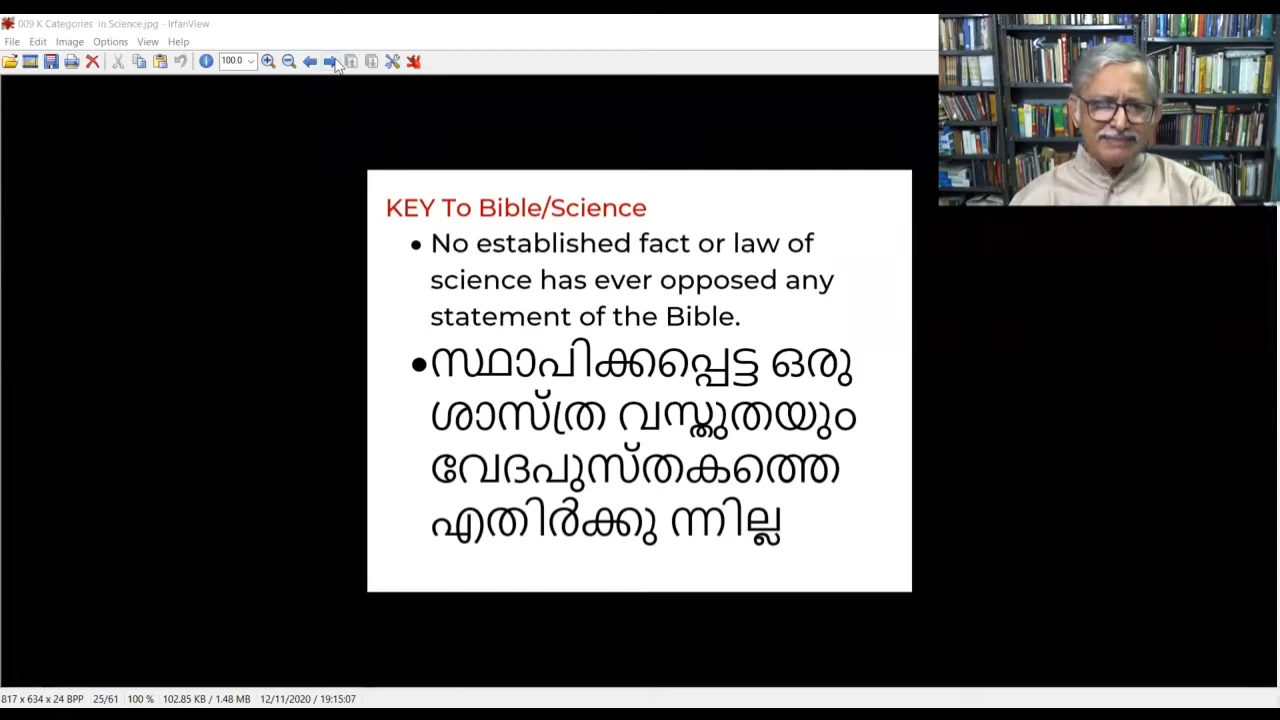 009 K Categories  in Science.jpg - IrfanView
File Edit Image Options View Help
100.0
KEY To Bible/Science
• No established fact or law of
science has ever opposed any
statement of the Bible.
•സ്ഥാപിക്കപ്പെട്ട ഒരു
ശാസ്ത്ര വസ്തുതയും
വേദപുസ്തകത്തെ
എതിർക്കു ന്നില്ല
817 x 634 x 24 BPP 25/61 100 % 102.85 KB / 1.48 MB 12/11/2020 / 19:15:07